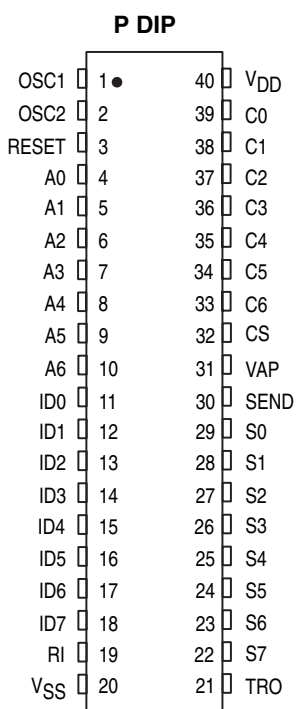 P DIP
OSC1 1 40 VDD
OSC2 2 39 C0
RESET 3 38 C1
A0 4 37 C2
A1 5 36 C3
A2 6 35 C4
A3 7 34 C5
A4 8 33 C6
A5 9 32 CS
A6 10 31 VAP
ID0 11 30 SEND
ID1 12 29 S0
ID2 13 28 S1
ID3 14 27 S2
ID4 15 26 S3
ID5 16 25 S4
ID6 17 24 S5
ID7 18 23 S6
RI 19 22 S7
VSS 20 21 TRO